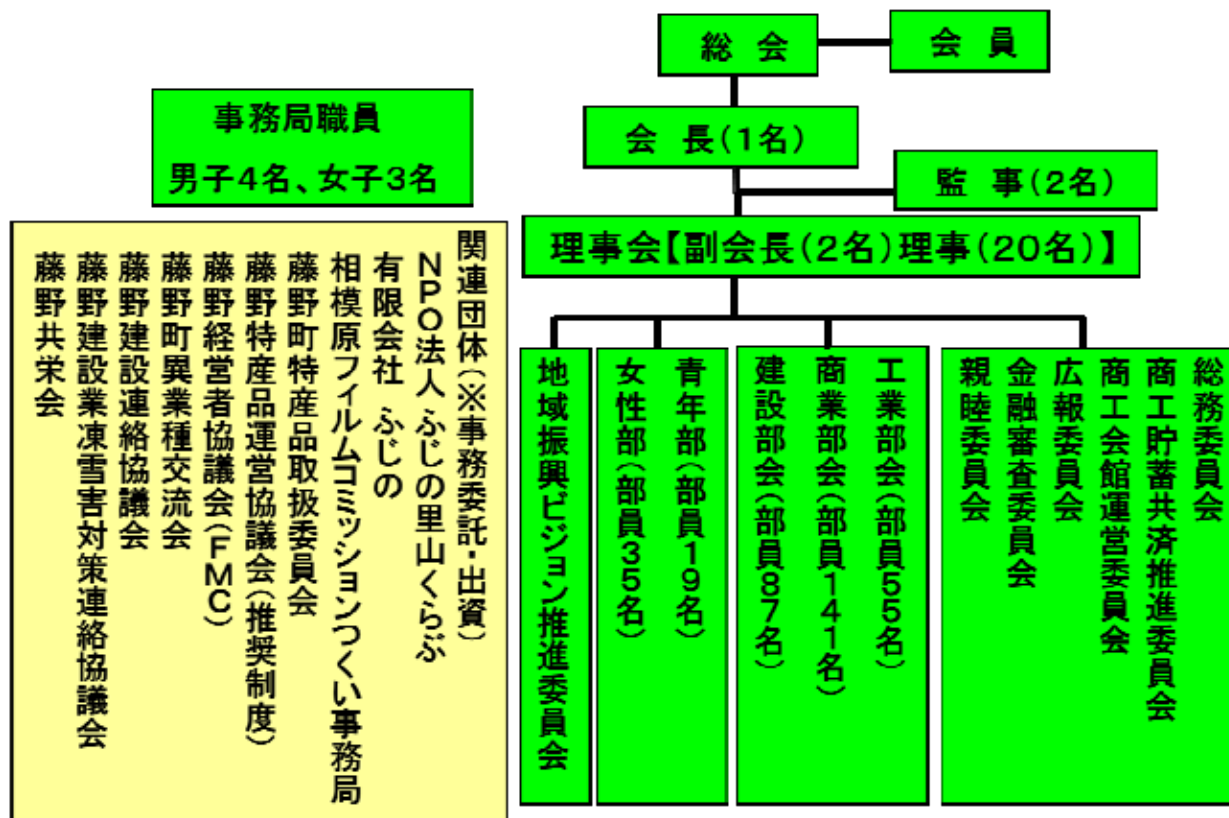 総 会
会 員
会 長(1名)
監 事(2名)
理事会【副会長(2名)理事(20名)】
事務局職員
男子4名、女子3名
関連団体(※事務委託・出資)
NPO法人 ふじの里山くらぶ
有限会社 ふじの
相模原フィルムコミッションつくい事務局
藤野町特産品取扱委員会
藤野特産品運営協議会(推奨制度)
藤野経営者協議会(FMC)
藤野町異業種交流会
藤野建設連絡協議会
藤野建設業凍雪害対策連絡協議会
藤野共栄会
総務委員会
商工貯蓄共済推進委員会
商工会館運営委員会
広報委員会
金融審査委員会
親睦委員会
工業部会(部員55名)
商業部会(部員141名)
建設部会(部員87名)
青年部(部員19名)
女性部(部員35名)
地域振興ビジョン推進委員会